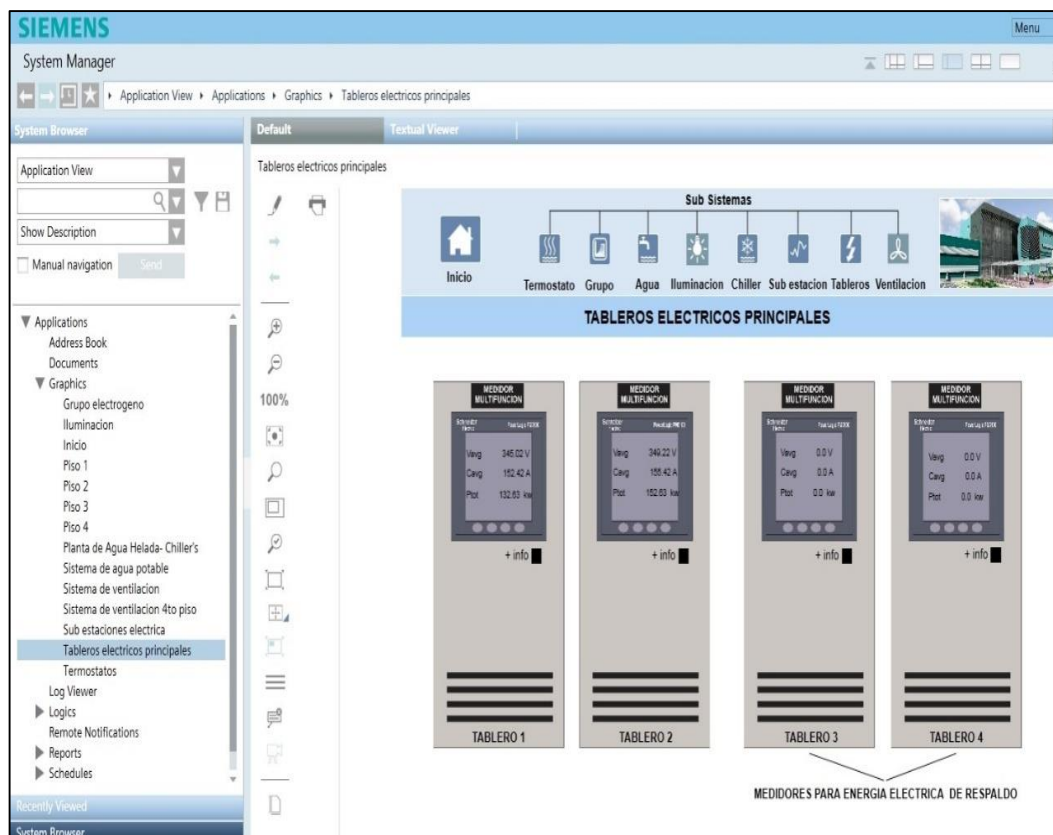 SIEMENS
Menu
System Manager
Application View Applications Graphics Tableros electricos principales
System Browser
Default Textual Viewer
Application View
Show Description
Manual navigation Send
Applications
Address Book
Documents
Graphics
Grupo electrogeno
Iluminacion
Inicio
Piso 1
Piso 2
Piso 3
Piso 4
Planta de Agua Helada- Chiller's
Sistema de agua potable
Sistema de ventilacion
Sistema de ventilacion 4to piso
Sub estaciones electrica
Tableros electricos principales
Termostatos
Log Viewer
Logics
Remote Notifications
Reports
Schedules
Recently Viewed
System Browser
Tableros electricos principales
100%
Sub Sistemas
Inicio
Termostato Grupo Agua Iluminacion Chiller Sub estacion Tableros Ventilacion
TABLEROS ELECTRICOS PRINCIPALES
MEDIDOR
MULTIFUNCION
Schneider
Electric
Vavg 345.02 V
Cavg 152.42 A
Ptot 132.63 kw
+ info
TABLERO 1
MEDIDOR
MULTIFUNCION
Schneider
Electric
Vavg 349.22 V
Cavg A
Ptot 152.63 kw
+ info
TABLERO 2
MEDIDOR
MULTIFUNCION
Schneider
Electric
Vavg 0.0 V
Cavg 0.0 A
Ptot 0.0 kw
+ info
TABLERO 3
MEDIDOR
MULTIFUNCION
Schneider
Electric
Vavg 0.0 V
Cavg 0.0 A
Ptot 0.0 kw
+ info
TABLERO 4
MEDIDORES PARA ENERGIA ELECTRICA DE RESPALDO